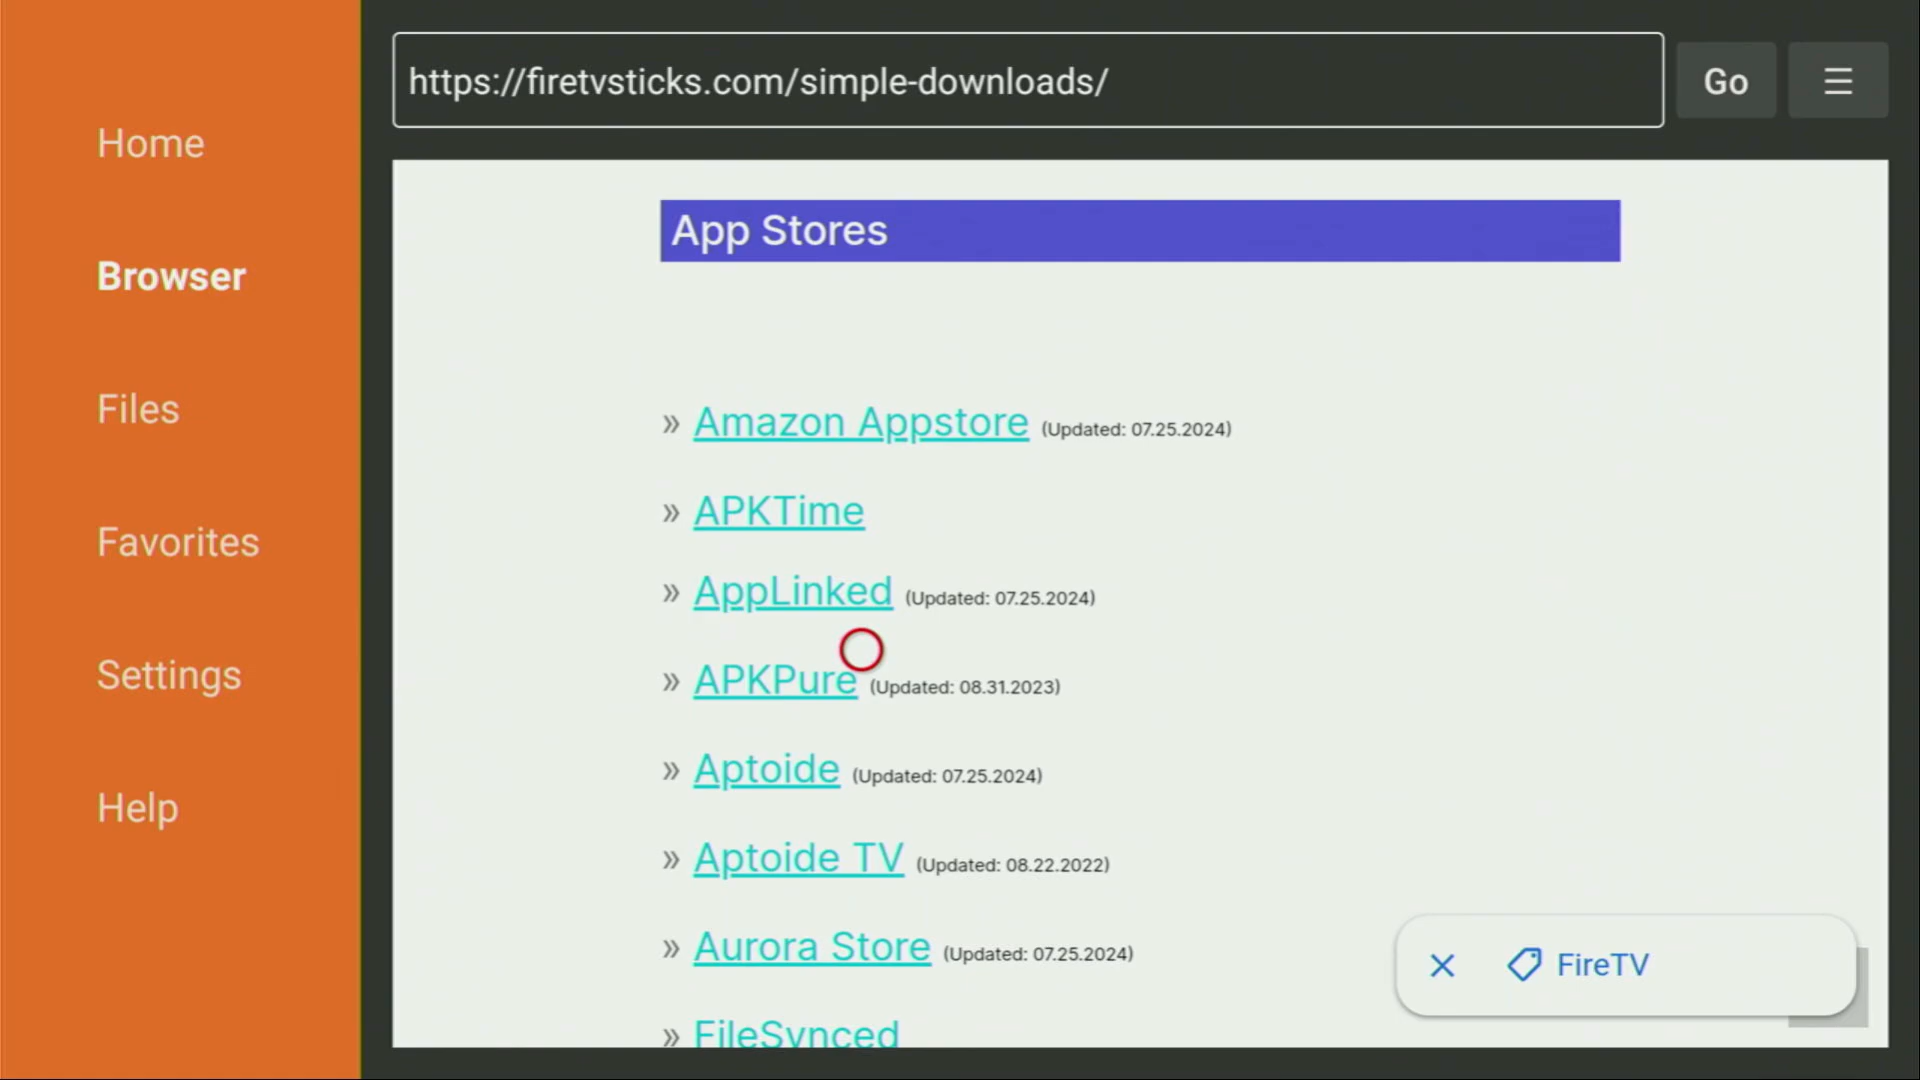 https://firetvsticks.com/simple-downloads/
Go
Home
Browser
Files
Favorites
Settings
Help
App Stores
» Amazon Appstore (Updated: 07.25.2024)
» APKTime
» AppLinked (Updated: 07.25.2024)
» APKPure (Updated: 08.31.2023)
» Aptoide (Updated: 07.25.2024)
» Aptoide TV (Updated: 08.22.2022)
» Aurora Store (Updated: 07.25.2024)
» FileSynced
FireTV